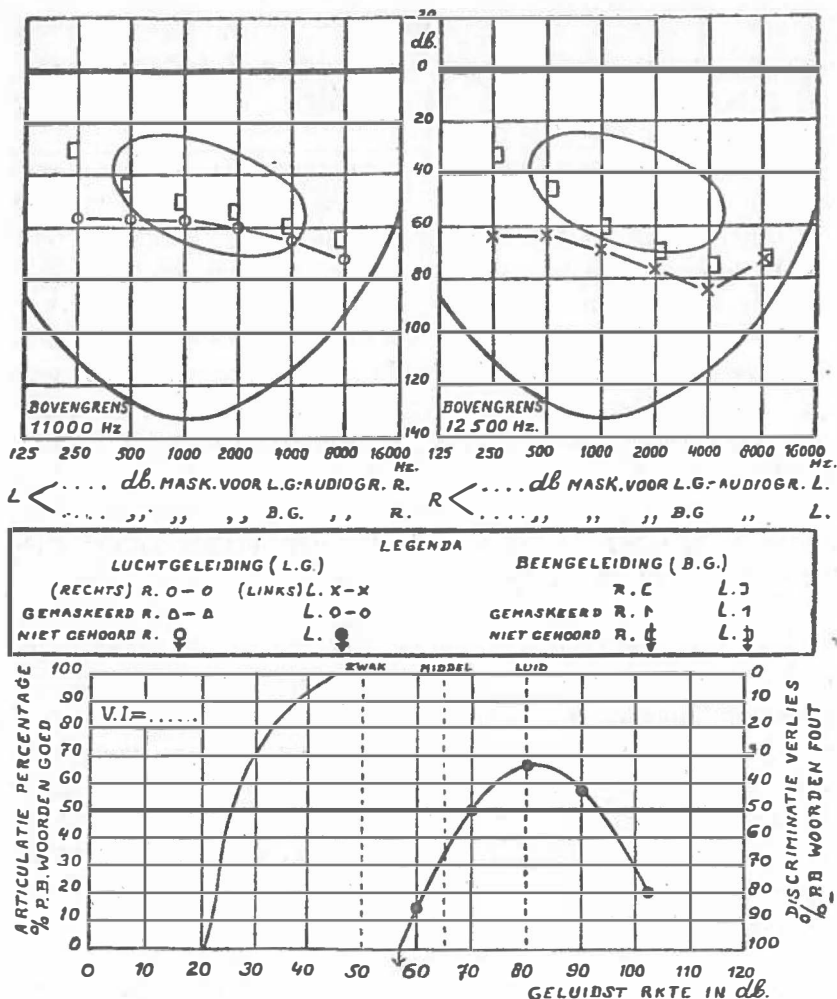 -20
db.
0
20
40
60
80
100
120
140
BOVENGRENS
11000 Hz
BOVENGRENS
12500 Hz.
125 250 500 1000 2000 4000 8000 16000
Hz.
125 250 500 1000 2000 4000 8000 16000
Hz.
L < .... db. MASK. VOOR L.G.-AUDIOGR. R.
.... ,, ,, ,, B.G. ,, ,, R.
R < .... db MASK. VOOR L.G.-AUDIOGR. L.
....,, ,, ,, B.G ,, L.
LEGENDA
LUCHTGELEIDING (L.G.)
(RECHTS) R. o–o (LINKS) L. x–x
GEMASKEERD R. Δ–Δ L. o–o
NIET GEHOORD R. L.
BEENGELEIDING (B.G.)
R. [ L. ]
GEMASKEERD R. L.
NIET GEHOORD R. L.
ZWAK MIDDEL LUID
V.I=......
ARTICULATIE PERCENTAGE
% P.B. WOORDEN GOED
100
90
80
70
60
50
40
30
20
10
0
0
10
20
30
40
50
60
70
80
90
100
DISCRIMINATIE VERLIES
% P.B WOORDEN FOUT
0 10 20 30 40 50 60 70 80 90 100 110 120
GELUIDST RKTE IN db.